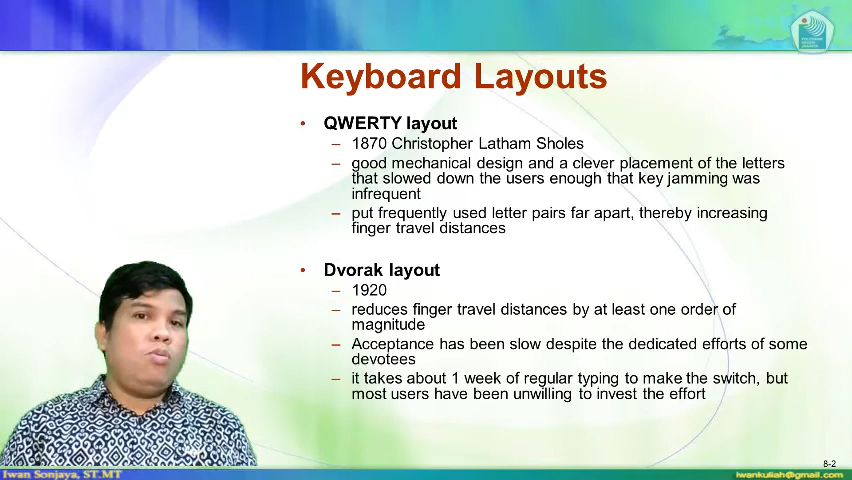 Keyboard Layouts
• QWERTY layout
– 1870 Christopher Latham Sholes
– good mechanical design and a clever placement of the letters
that slowed down the users enough that key jamming was
infrequent
– put frequently used letter pairs far apart, thereby increasing
finger travel distances
• Dvorak layout
– 1920
– reduces finger travel distances by at least one order of
magnitude
– Acceptance has been slow despite the dedicated efforts of some
devotees
– it takes about 1 week of regular typing to make the switch, but
most users have been unwilling to invest the effort
8-2
Iwan Sonjaya, ST.MT
iwankuliah@gmail.com